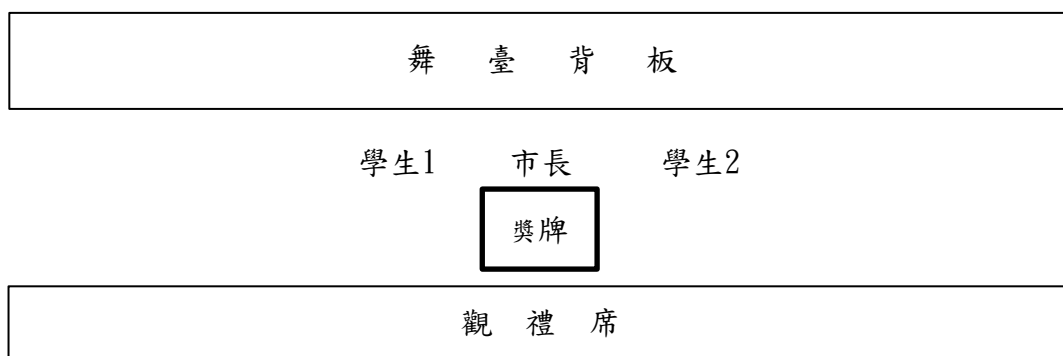 舞 臺 背 板
學生1 市長 學生2
獎牌
觀 禮 席